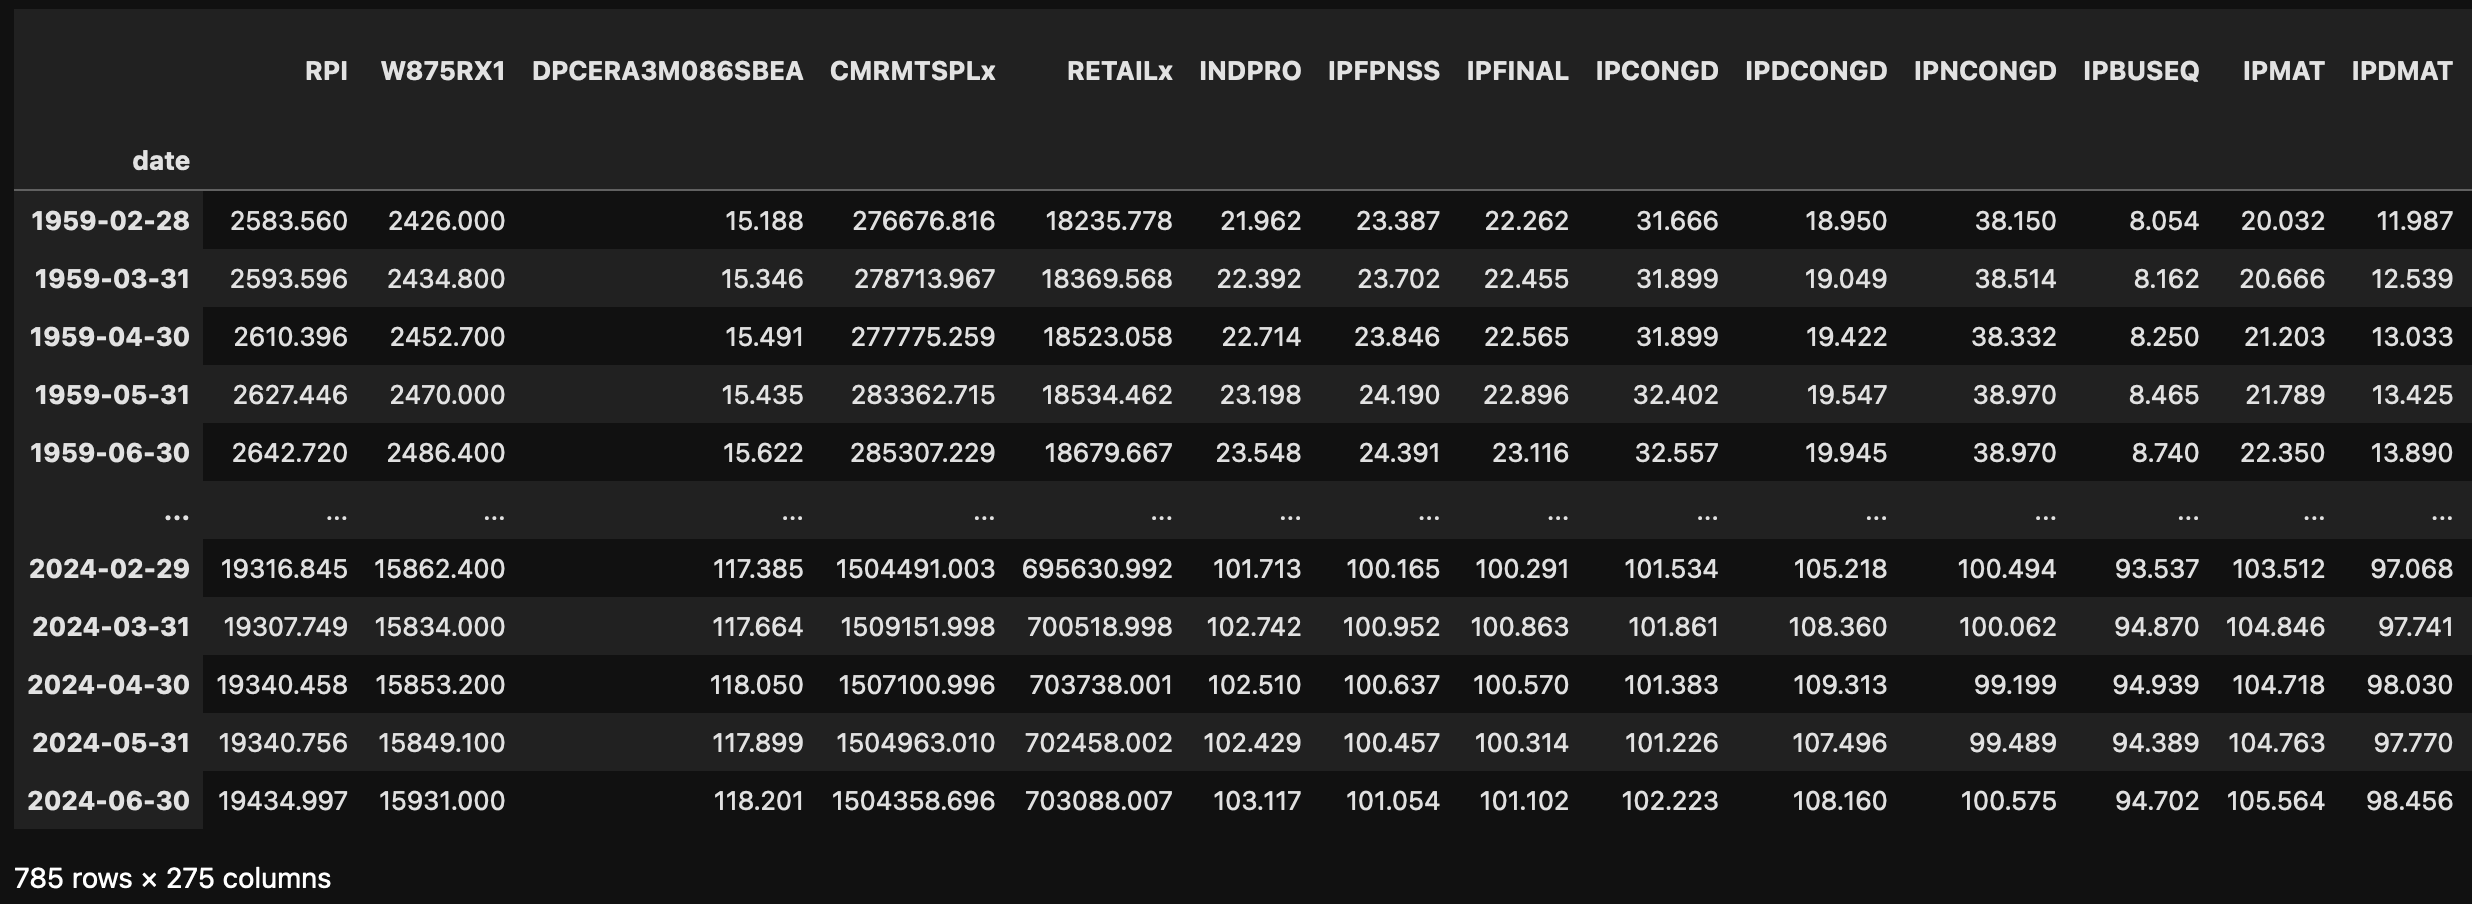 RPI W875RX1 DPCERA3M086SBEA CMRMTSPLx RETAILx INDPRO IPFPNSS IPFINAL IPCONGD IPDCONGD IPNCONGD IPBUSEQ IPMAT IPDMAT
date
1959-02-28 2583.560 2426.000 15.188 276676.816 18235.778 21.962 23.387 22.262 31.666 18.950 38.150 8.054 20.032 11.987
1959-03-31 2593.596 2434.800 15.346 278713.967 18369.568 22.392 23.702 22.455 31.899 19.049 38.514 8.162 20.666 12.539
1959-04-30 2610.396 2452.700 15.491 277775.259 18523.058 22.714 23.846 22.565 31.899 19.422 38.332 8.250 21.203 13.033
1959-05-31 2627.446 2470.000 15.435 283362.715 18534.462 23.198 24.190 22.896 32.402 19.547 38.970 8.465 21.789 13.425
1959-06-30 2642.720 2486.400 15.622 285307.229 18679.667 23.548 24.391 23.116 32.557 19.945 38.970 8.740 22.350 13.890
... ... ... ... ... ... ... ... ... ... ... ... ... ... ...
2024-02-29 19316.845 15862.400 117.385 1504491.003 695630.992 101.713 100.165 100.291 101.534 105.218 100.494 93.537 103.512 97.068
2024-03-31 19307.749 15834.000 117.664 1509151.998 700518.998 102.742 100.952 100.863 101.861 108.360 100.062 94.870 104.846 97.741
2024-04-30 19340.458 15853.200 118.050 1507100.996 703738.001 102.510 100.637 100.570 101.383 109.313 99.199 94.939 104.718 98.030
2024-05-31 19340.756 15849.100 117.899 1504963.010 702458.002 102.429 100.457 100.314 101.226 107.496 99.489 94.389 104.763 97.770
2024-06-30 19434.997 15931.000 118.201 1504358.696 703088.007 103.117 101.054 101.102 102.223 108.160 100.575 94.702 105.564 98.456
785 rows × 275 columns